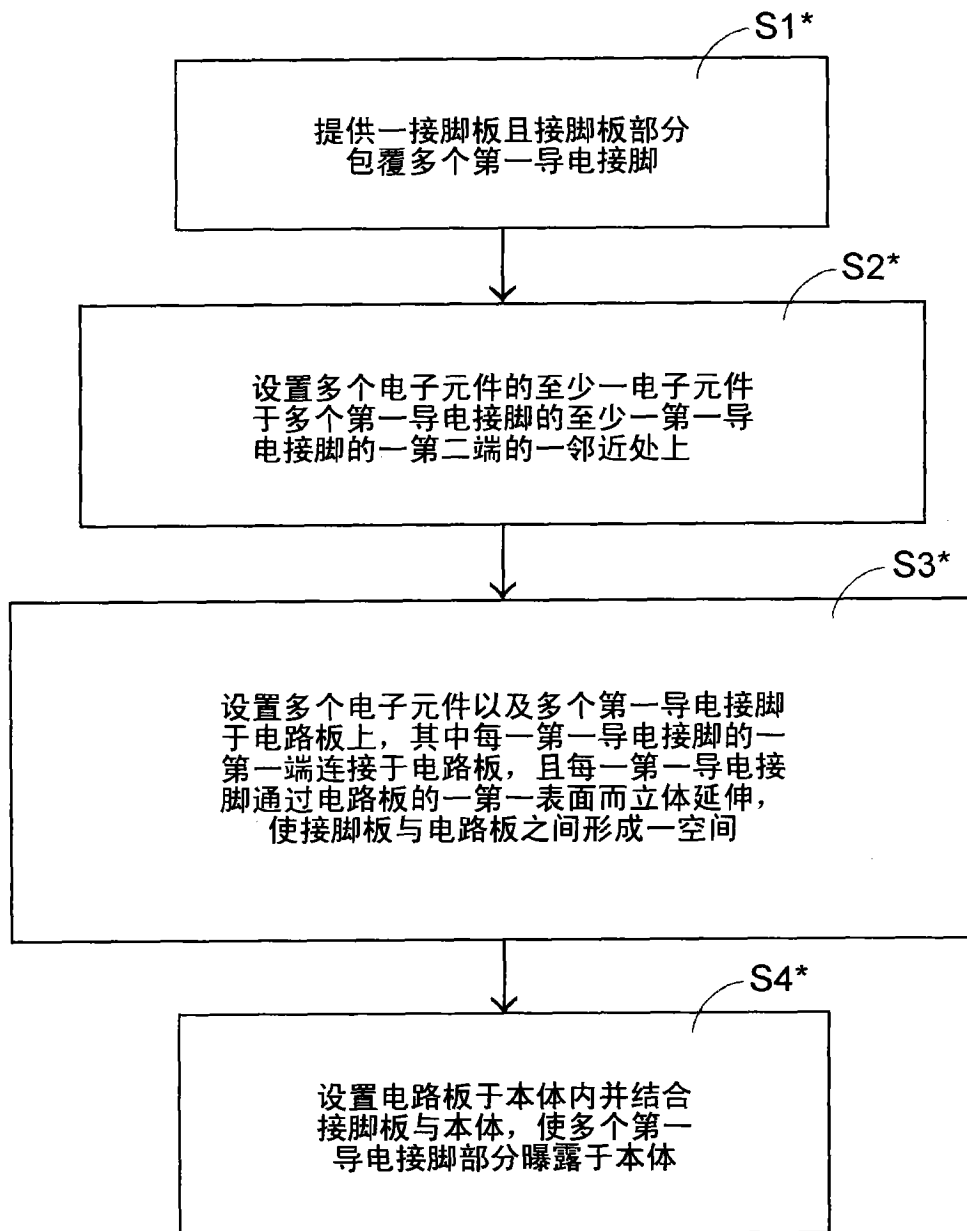 S1*
提供一接脚板且接脚板部分
包覆多个第一导电接脚
S2*
设置多个电子元件的至少一电子元件
于多个第一导电接脚的至少一第一导
电接脚的一第二端的一邻近处上
S3*
设置多个电子元件以及多个第一导电接脚
于电路板上，其中每一第一导电接脚的一
第一端连接于电路板，且每一第一导电接
脚通过电路板的一第一表面而立体延伸，
使接脚板与电路板之间形成一空间
S4*
设置电路板于本体内并结合
接脚板与本体，使多个第一
导电接脚部分曝露于本体